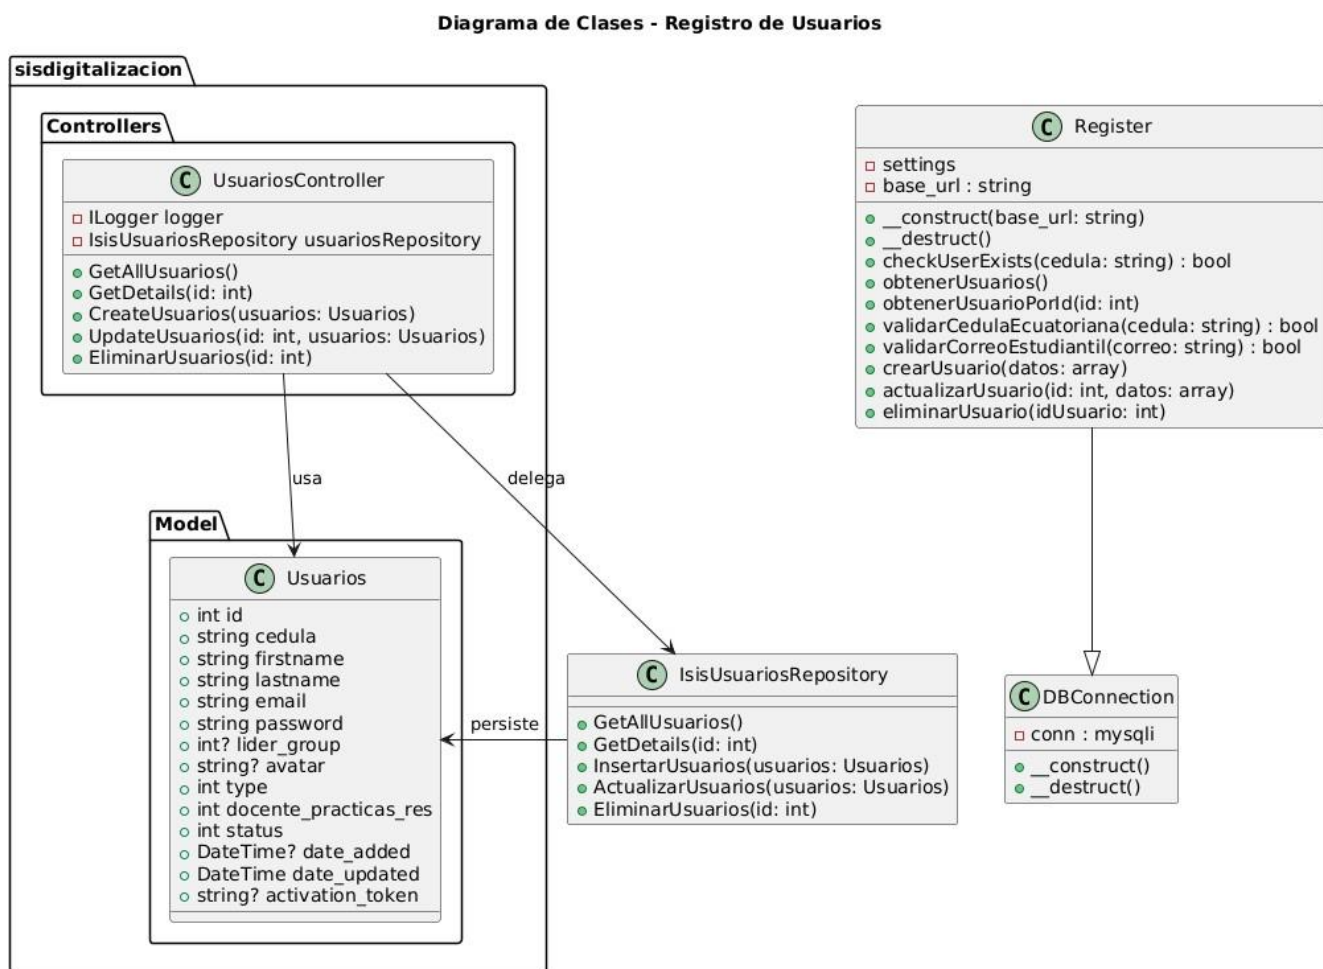 Diagrama de Clases - Registro de Usuarios
sisdigitalizacion
Controllers
C UsuariosController
ILogger logger
IsisUsuariosRepository usuariosRepository
GetAllUsuarios()
GetDetails(id: int)
CreateUsuarios(usuarios: Usuarios)
UpdateUsuarios(id: int, usuarios: Usuarios)
EliminarUsuarios(id: int)
C Register
settings
base_url : string
__construct(base_url: string)
__destruct()
checkUserExists(cedula: string) : bool
obtenerUsuarios()
obtenerUsuarioPorId(id: int)
validarCedulaEcuatoriana(cedula: string) : bool
validarCorreoEstudiantil(correo: string) : bool
crearUsuario(datos: array)
actualizarUsuario(id: int, datos: array)
eliminarUsuario(idUsuario: int)
usa
delega
Model
C Usuarios
int id
string cedula
string firstname
string lastname
string email
string password
int? lider_group
string? avatar
int type
int docente_practicas_res
int status
DateTime? date_added
DateTime date_updated
string? activation_token
persiste
C IsisUsuariosRepository
GetAllUsuarios()
GetDetails(id: int)
InsertarUsuarios(usuarios: Usuarios)
ActualizarUsuarios(usuarios: Usuarios)
EliminarUsuarios(id: int)
C DBConnection
conn : mysqli
__construct()
__destruct()